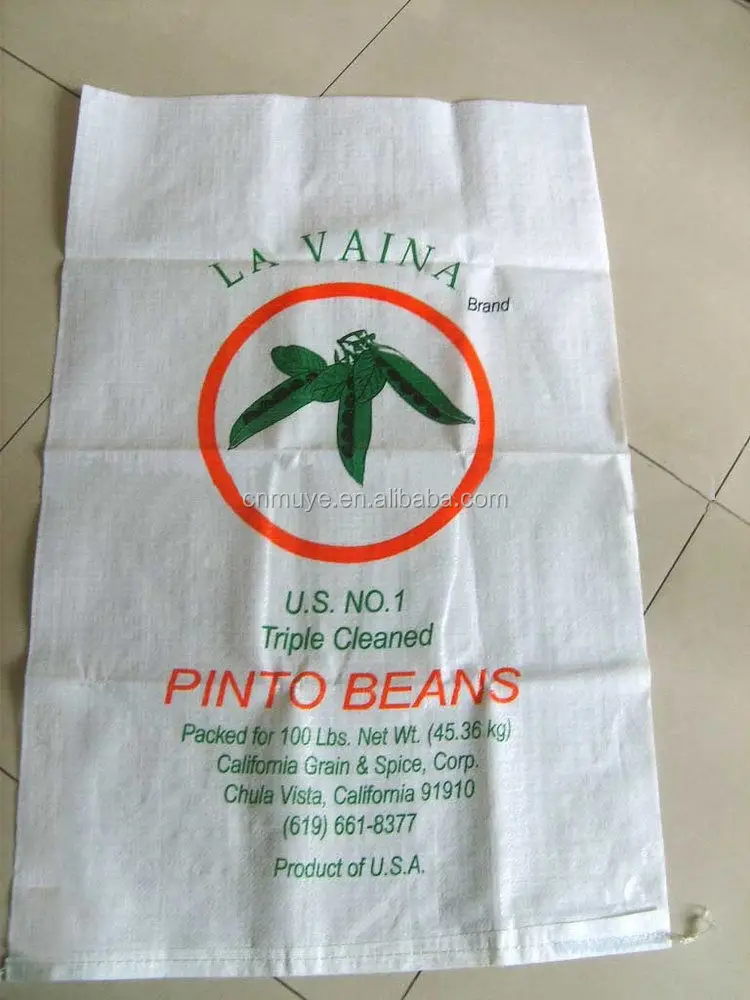 LA VAINA
Brand
cnmuye.en.alibaba.com
U.S. NO.1
Triple Cleaned
PINTO BEANS
Packed for 100 Lbs. Net Wt. (45.36 kg)
California Grain & Spice, Corp.
Chula Vista, California 91910
(619) 661-8377
Product of U.S.A.